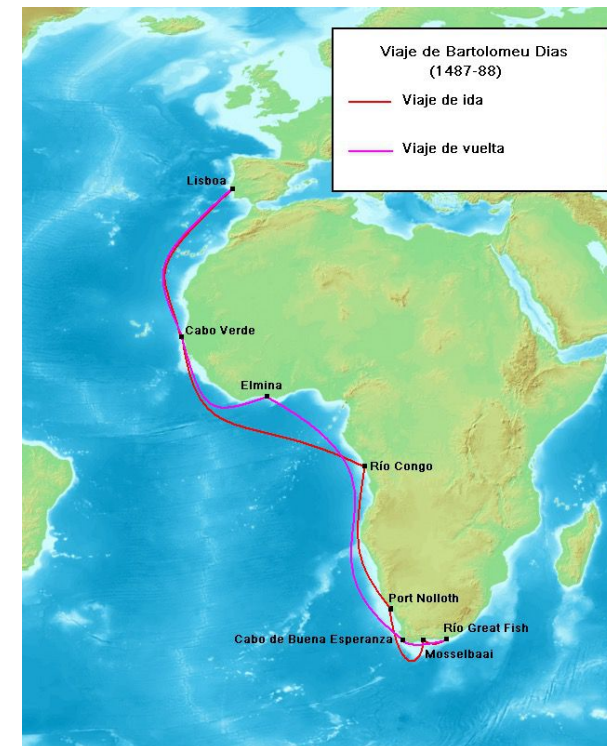 Viaje de Bartolomeu Dias
(1487-88)
Viaje de ida
Viaje de vuelta
Lisboa
Cabo Verde
Elmina
Río Congo
Port Nolloth
Río Great Fish
Cabo de Buena Esperanza
Mosselbaai